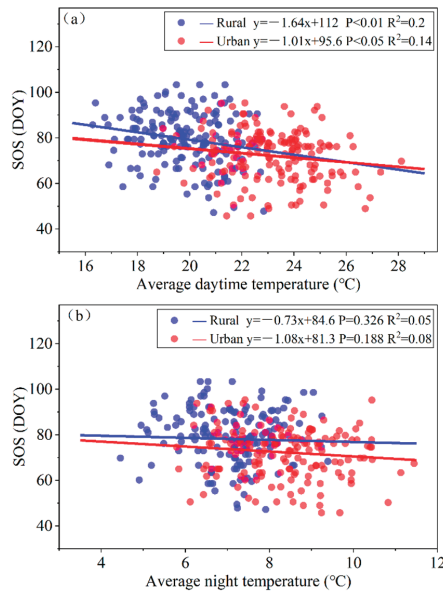 (a)
Rural y=−1.64x+112 P<0.01 R²=0.2
Urban y=−1.01x+95.6 P<0.05 R²=0.14
120
100
80
60
40
SOS (DOY)
16 18 20 22 24 26 28
Average daytime temperature (℃)
(b)
Rural y=−0.73x+84.6 P=0.326 R²=0.05
Urban y=−1.08x+81.3 P=0.188 R²=0.08
120
100
80
60
40
SOS (DOY)
4 6 8 10 12
Average night temperature (℃)